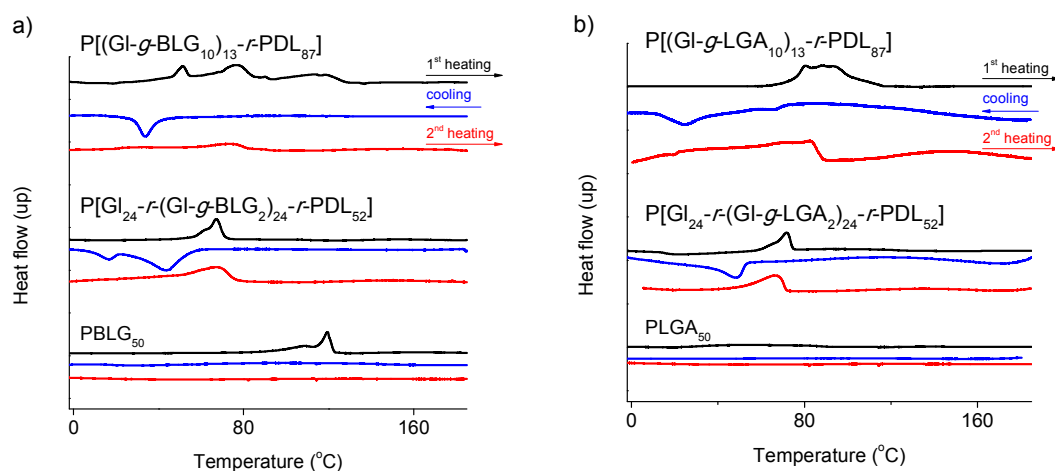 a)
P[(Gl-g-BLG₁₀)₁₃-r-PDL₈₇]
1ˢᵗ heating
cooling
2ⁿᵈ heating
P[Gl₂₄-r-(Gl-g-BLG₂)₂₄-r-PDL₅₂]
PBLG₅₀
Heat flow (up)
0
80
160
Temperature (°C)
b)
P[(Gl-g-LGA₁₀)₁₃-r-PDL₈₇]
1ˢᵗ heating
cooling
2ⁿᵈ heating
P[Gl₂₄-r-(Gl-g-LGA₂)₂₄-r-PDL₅₂]
PLGA₅₀
Heat flow (up)
0
80
160
Temperature (°C)